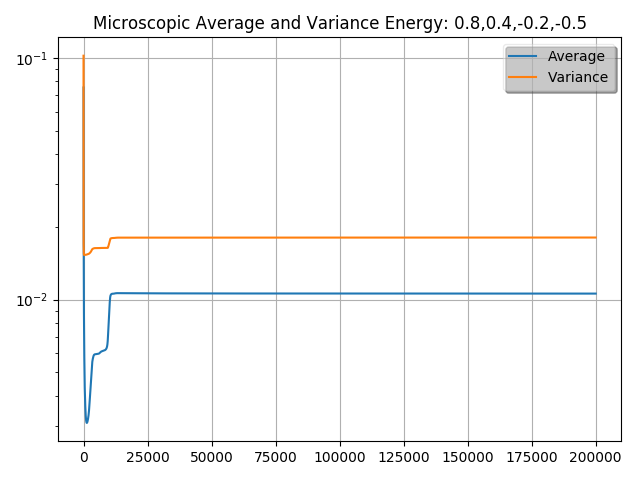 Microscopic Average and Variance Energy: 0.8,0.4,-0.2,-0.5
10⁻¹
Average
Variance
10⁻²
0 25000 50000 75000 100000 125000 150000 175000 200000